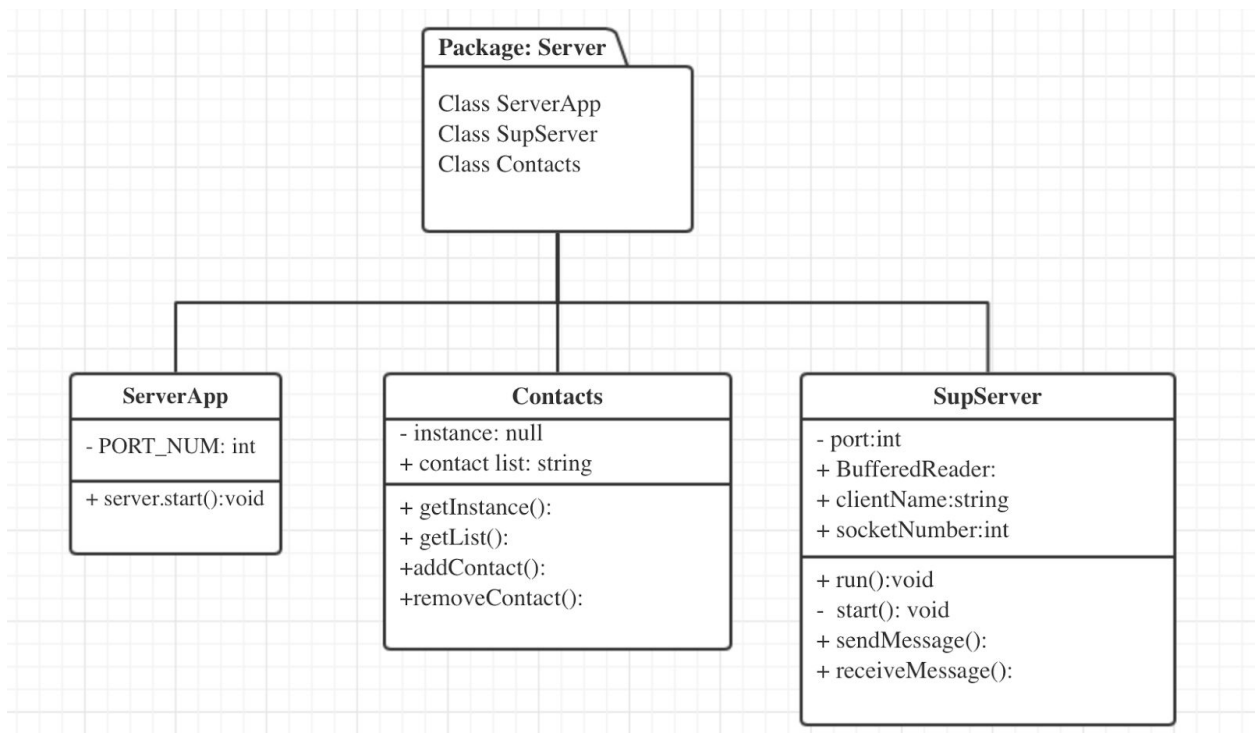 Package: Server
Class ServerApp
Class SupServer
Class Contacts
ServerApp
- PORT_NUM: int
+ server.start():void
Contacts
- instance: null
+ contact list: string
+ getInstance():
+ getList():
+addContact():
+removeContact():
SupServer
- port:int
+ BufferedReader:
+ clientName:string
+ socketNumber:int
+ run():void
- start(): void
+ sendMessage():
+ receiveMessage():